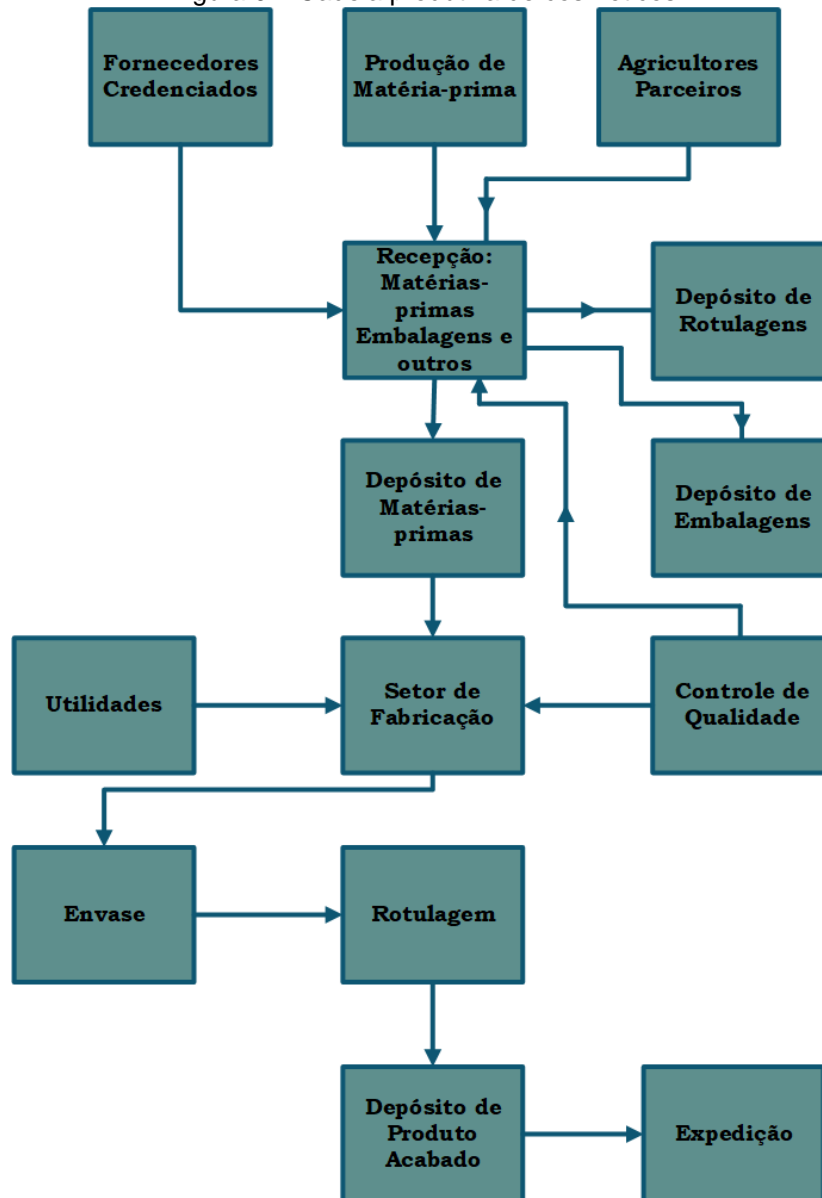 Fornecedores
Credenciados
Produção de
Matéria-prima
Agricultores
Parceiros
Recepção:
Matérias-
primas
Embalagens e
outros
Depósito de
Rotulagens
Depósito de
Matérias-
primas
Depósito de
Embalagens
Utilidades
Setor de
Fabricação
Controle de
Qualidade
Envase
Rotulagem
Depósito de
Produto
Acabado
Expedição